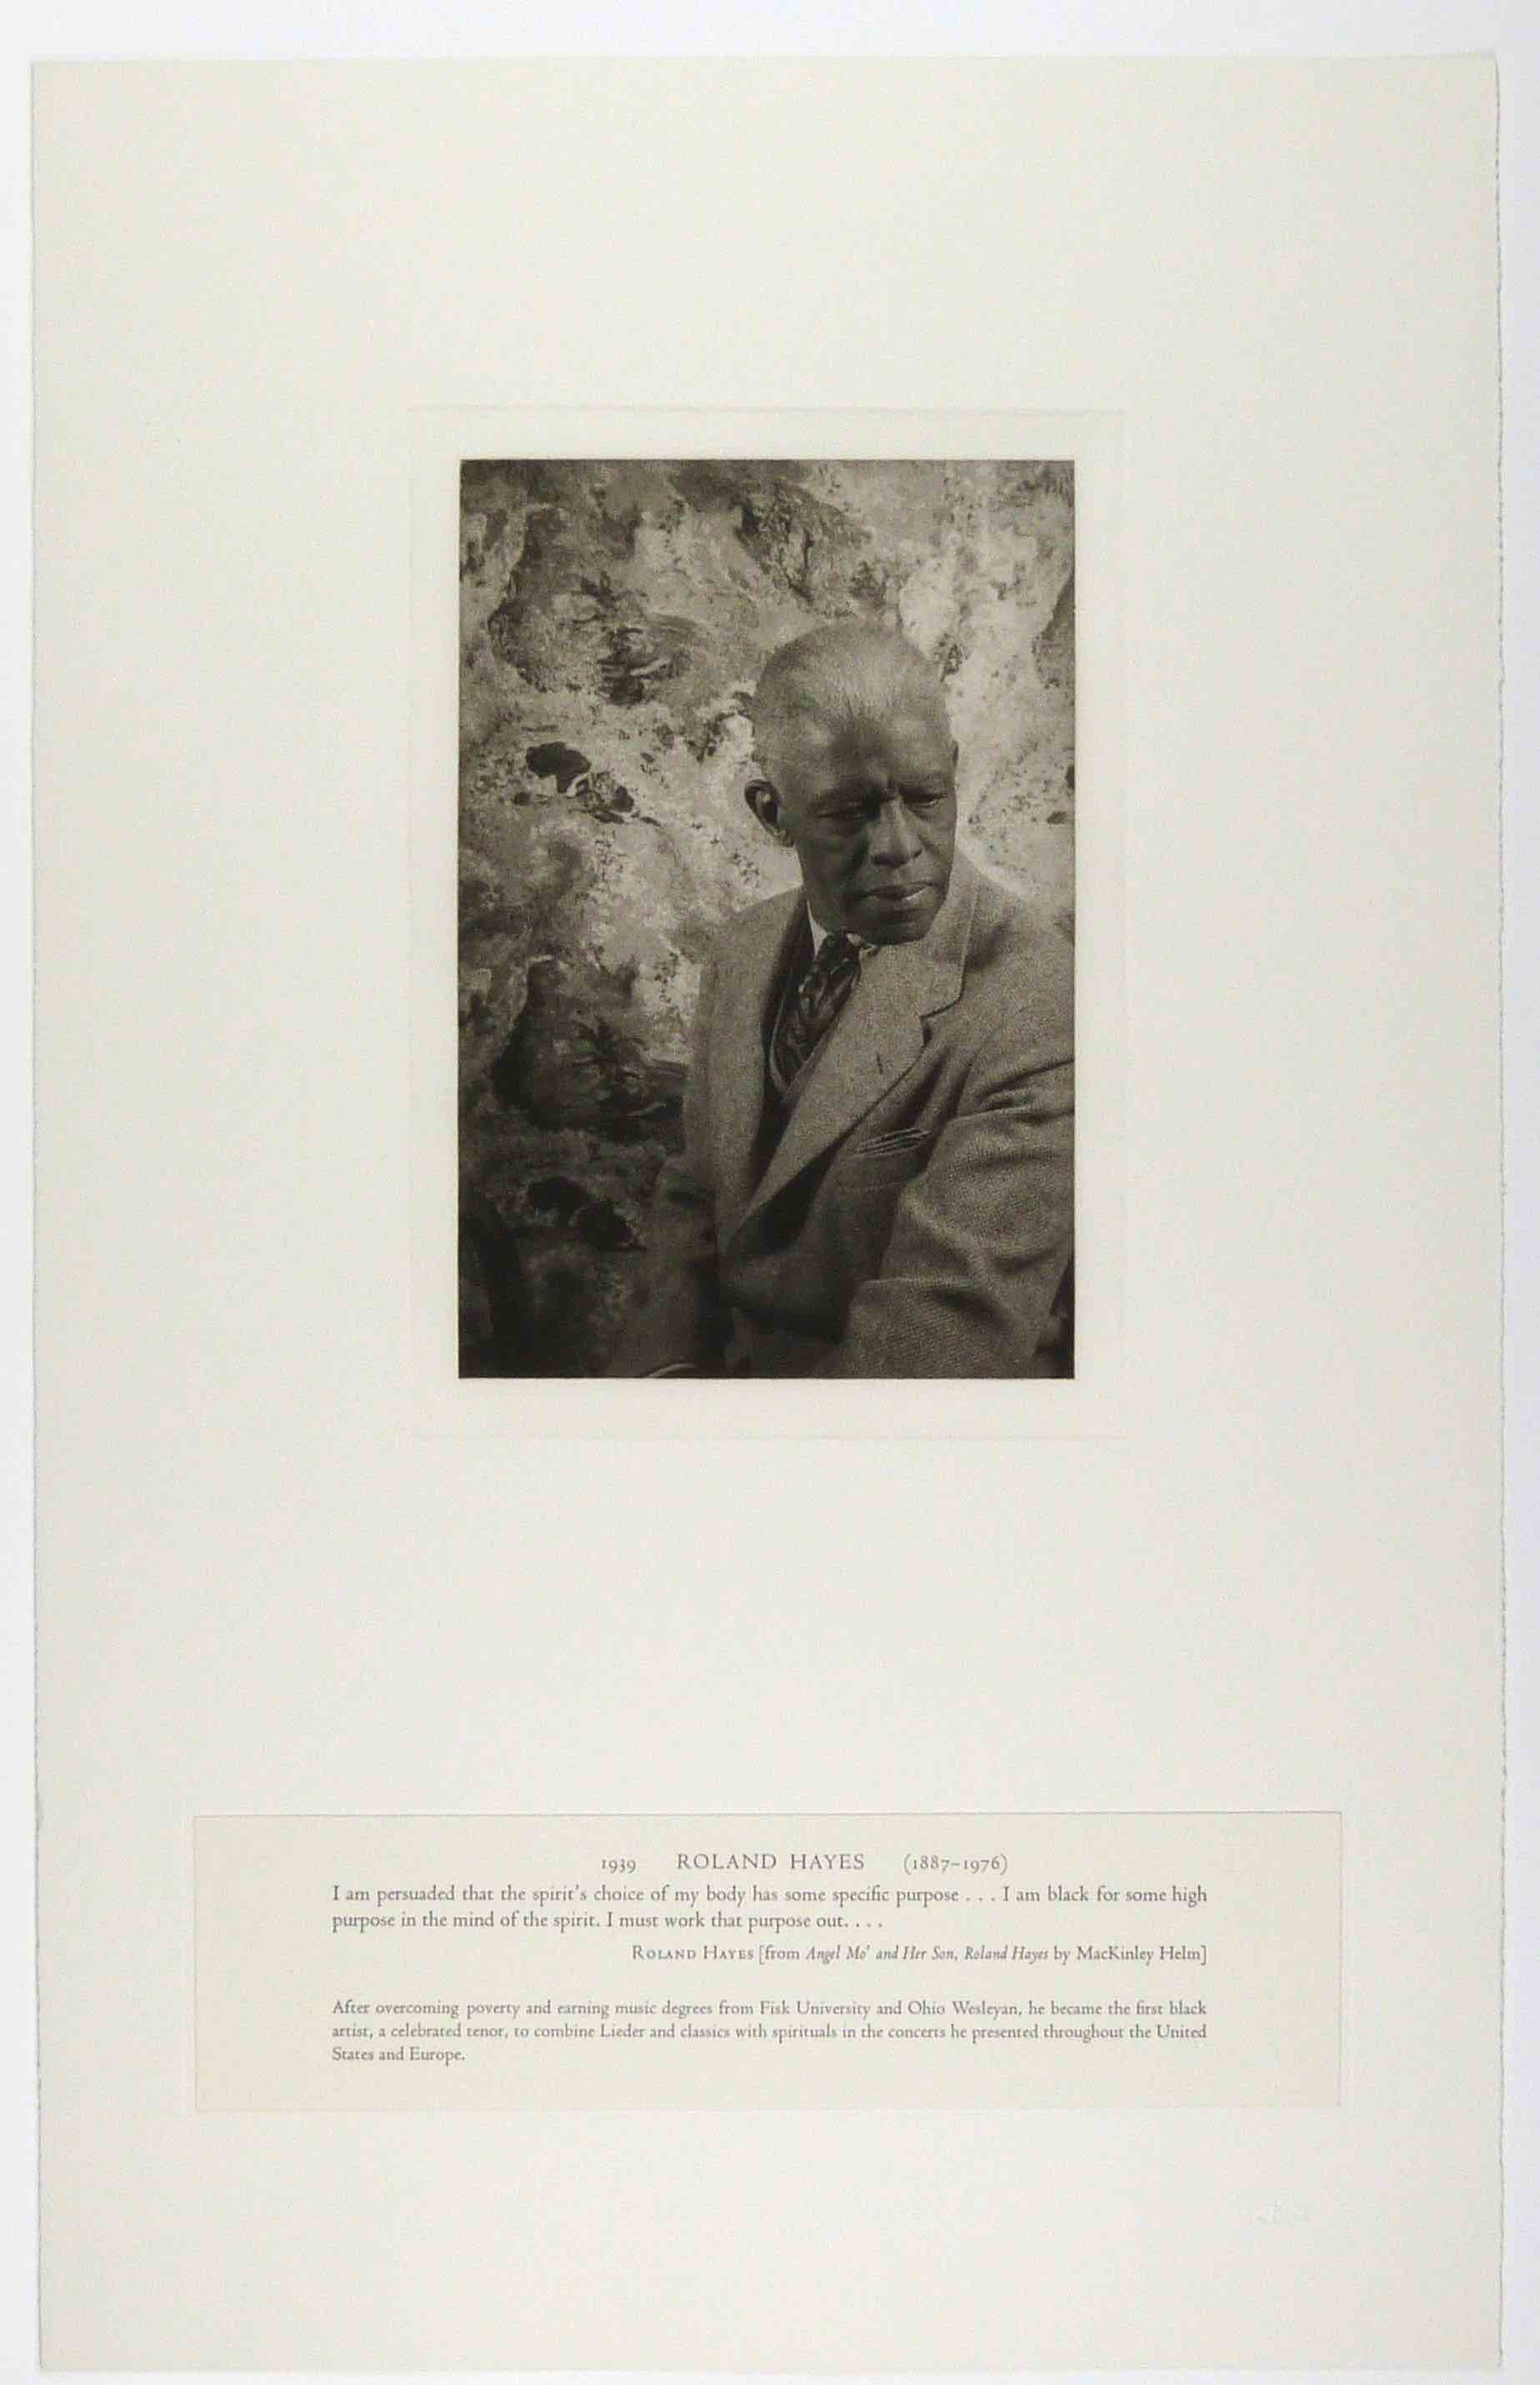 1939 ROLAND HAYES (1887–1976)
I am persuaded that the spirit's choice of my body has some specific purpose . . . I am black for some high
purpose in the mind of the spirit. I must work that purpose out. . . .
ROLAND HAYES [from Angel Mo' and Her Son, Roland Hayes by MacKinley Helm]
After overcoming poverty and earning music degrees from Fisk University and Ohio Wesleyan, he became the first black
artist, a celebrated tenor, to combine Lieder and classics with spirituals in the concerts he presented throughout the United
States and Europe.